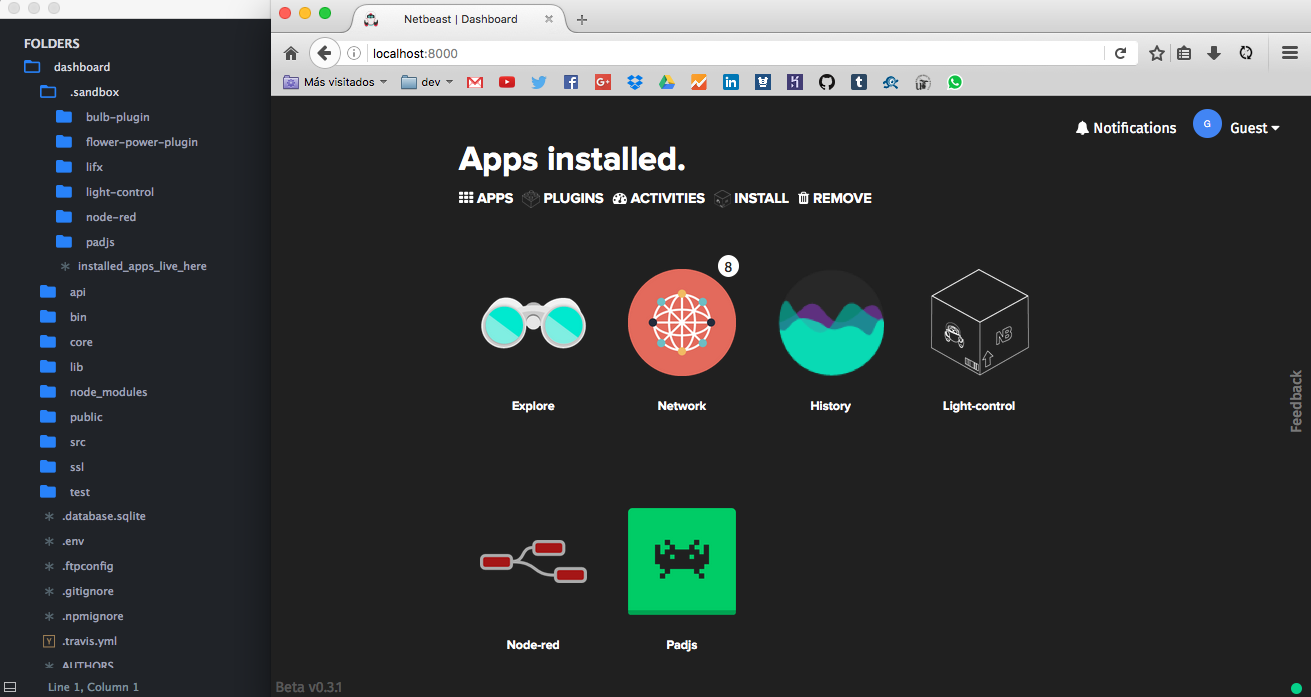 FOLDERS
dashboard
.sandbox
bulb-plugin
flower-power-plugin
lifx
light-control
node-red
padjs
installed_apps_live_here
api
bin
core
lib
node_modules
public
src
ssl
test
.database.sqlite
.env
.ftpconfig
.gitignore
.npmignore
Y .travis.yml
AUTHORS
Line 1, Column 1
Netbeast | Dashboard
localhost:8000
Más visitados dev
Notifications G Guest
Apps installed.
APPS PLUGINS ACTIVITIES INSTALL REMOVE
8
NB
Explore Network History Light-control
Feedback
Node-red Padjs
Beta v0.3.1